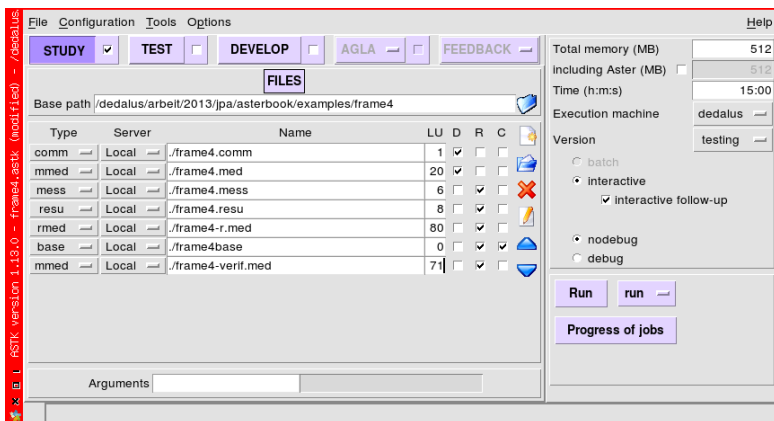 ASTK version 1.13.0 - frame4.astk (modified) - /dedalus
File Configuration Tools Options Help
STUDY TEST DEVELOP AGLA FEEDBACK
FILES
Base path /dedalus/arbeit/2013/jpa/asterbook/examples/frame4
Type Server Name LU D R C
comm Local ./frame4.comm 1
mmed Local ./frame4.med 20
mess Local ./frame4.mess 6
resu Local ./frame4.resu 8
rmed Local ./frame4-r.med 80
base Local ./frame4base 0
mmed Local ./frame4-verif.med 71
Arguments
Total memory (MB) 512
including Aster (MB) 512
Time (h:m:s) 15:00
Execution machine dedalus
Version testing
batch
interactive
interactive follow-up
nodebug
debug
Run run
Progress of jobs